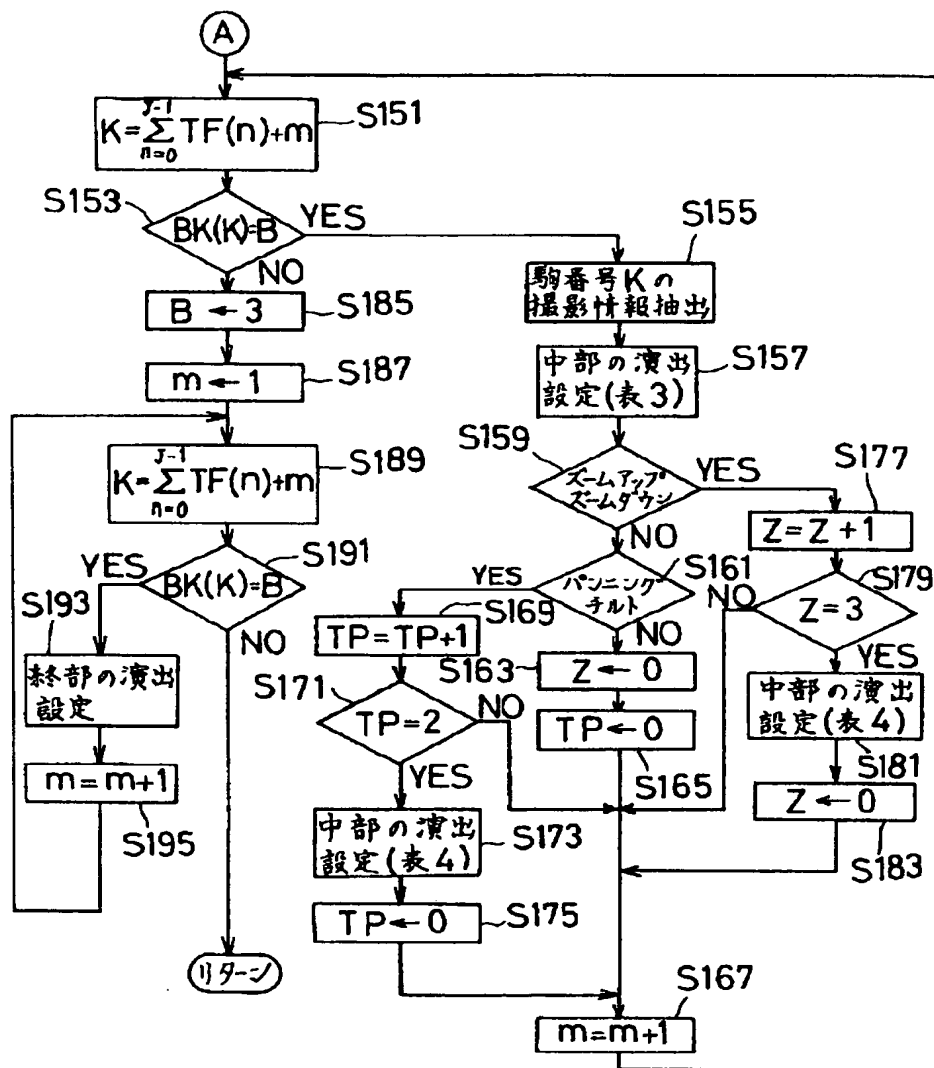 A
J-1
K=ΣTF(n)+m
n=0
S151
S153
BK(K)=B
YES
NO
S155
駒番号Kの
撮影情報抽出
B←3
S185
m←1
S187
中部の演出
設定(表3)
S157
J-1
K=ΣTF(n)+m
n=0
S189
S159
ズームアップ
ズームダウン
YES
NO
S177
Z=Z+1
S191
BK(K)=B
YES
NO
S161
パンニング
チルト
YES
NO
S179
Z=3
NO
YES
S193
終部の演出
設定
S169
TP=TP+1
S163
Z←0
S171
TP=2
NO
YES
TP←0
S165
中部の演出
設定(表4)
S181
m=m+1
S195
Z←0
S183
中部の演出
設定(表4)
S173
TP←0
S175
リターン
S167
m=m+1